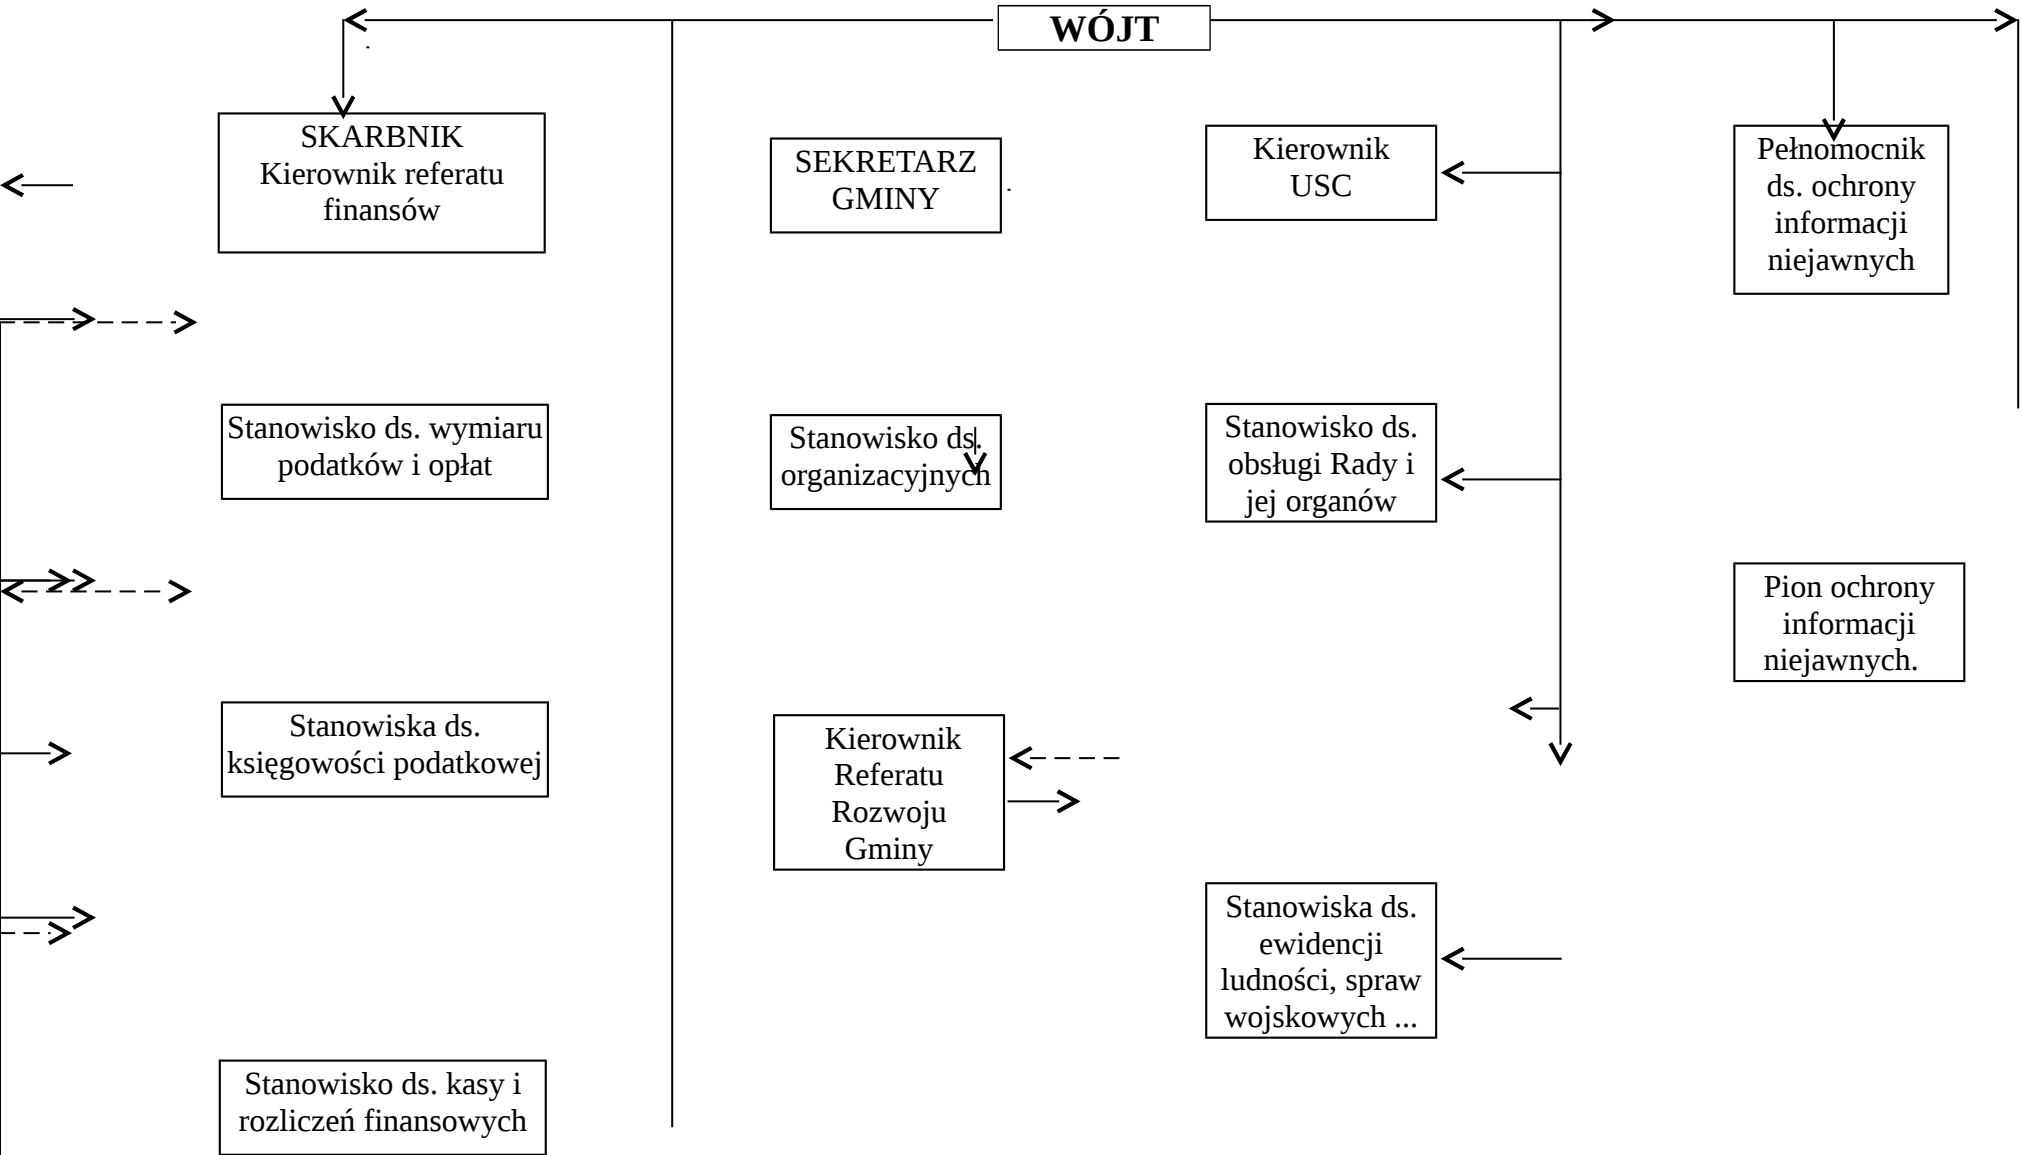 WÓJT
SKARBNIK
Kierownik referatu
finansów
SEKRETARZ
GMINY
Kierownik
USC
Pełnomocnik
ds. ochrony
informacji
niejawnych
Stanowisko ds. wymiaru
podatków i opłat
Stanowisko ds.
organizacyjnych
Stanowisko ds.
obsługi Rady i
jej organów
Pion ochrony
informacji
niejawnych.
Stanowiska ds.
księgowości podatkowej
Kierownik
Referatu
Rozwoju
Gminy
Stanowiska ds.
ewidencji
ludności, spraw
wojskowych ...
Stanowisko ds. kasy i
rozliczeń finansowych